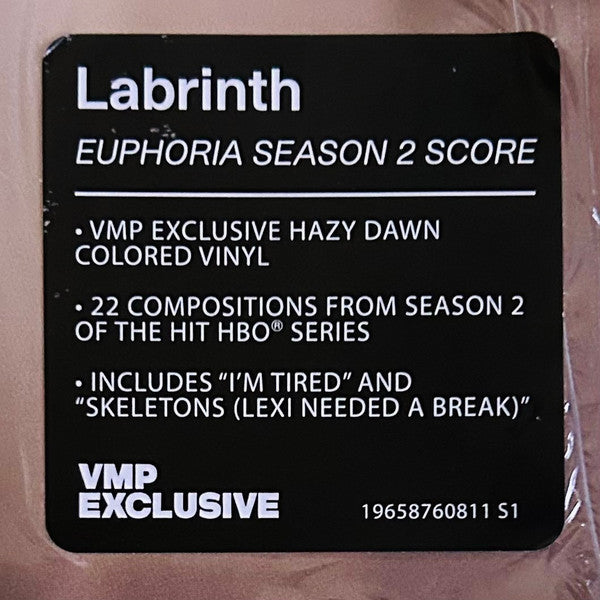 Labrinth
EUPHORIA SEASON 2 SCORE
• VMP EXCLUSIVE HAZY DAWN
COLORED VINYL
• 22 COMPOSITIONS FROM SEASON 2
OF THE HIT HBO® SERIES
• INCLUDES “I’M TIRED” AND
“SKELETONS (LEXI NEEDED A BREAK)”
VMP
EXCLUSIVE
19658760811 S1